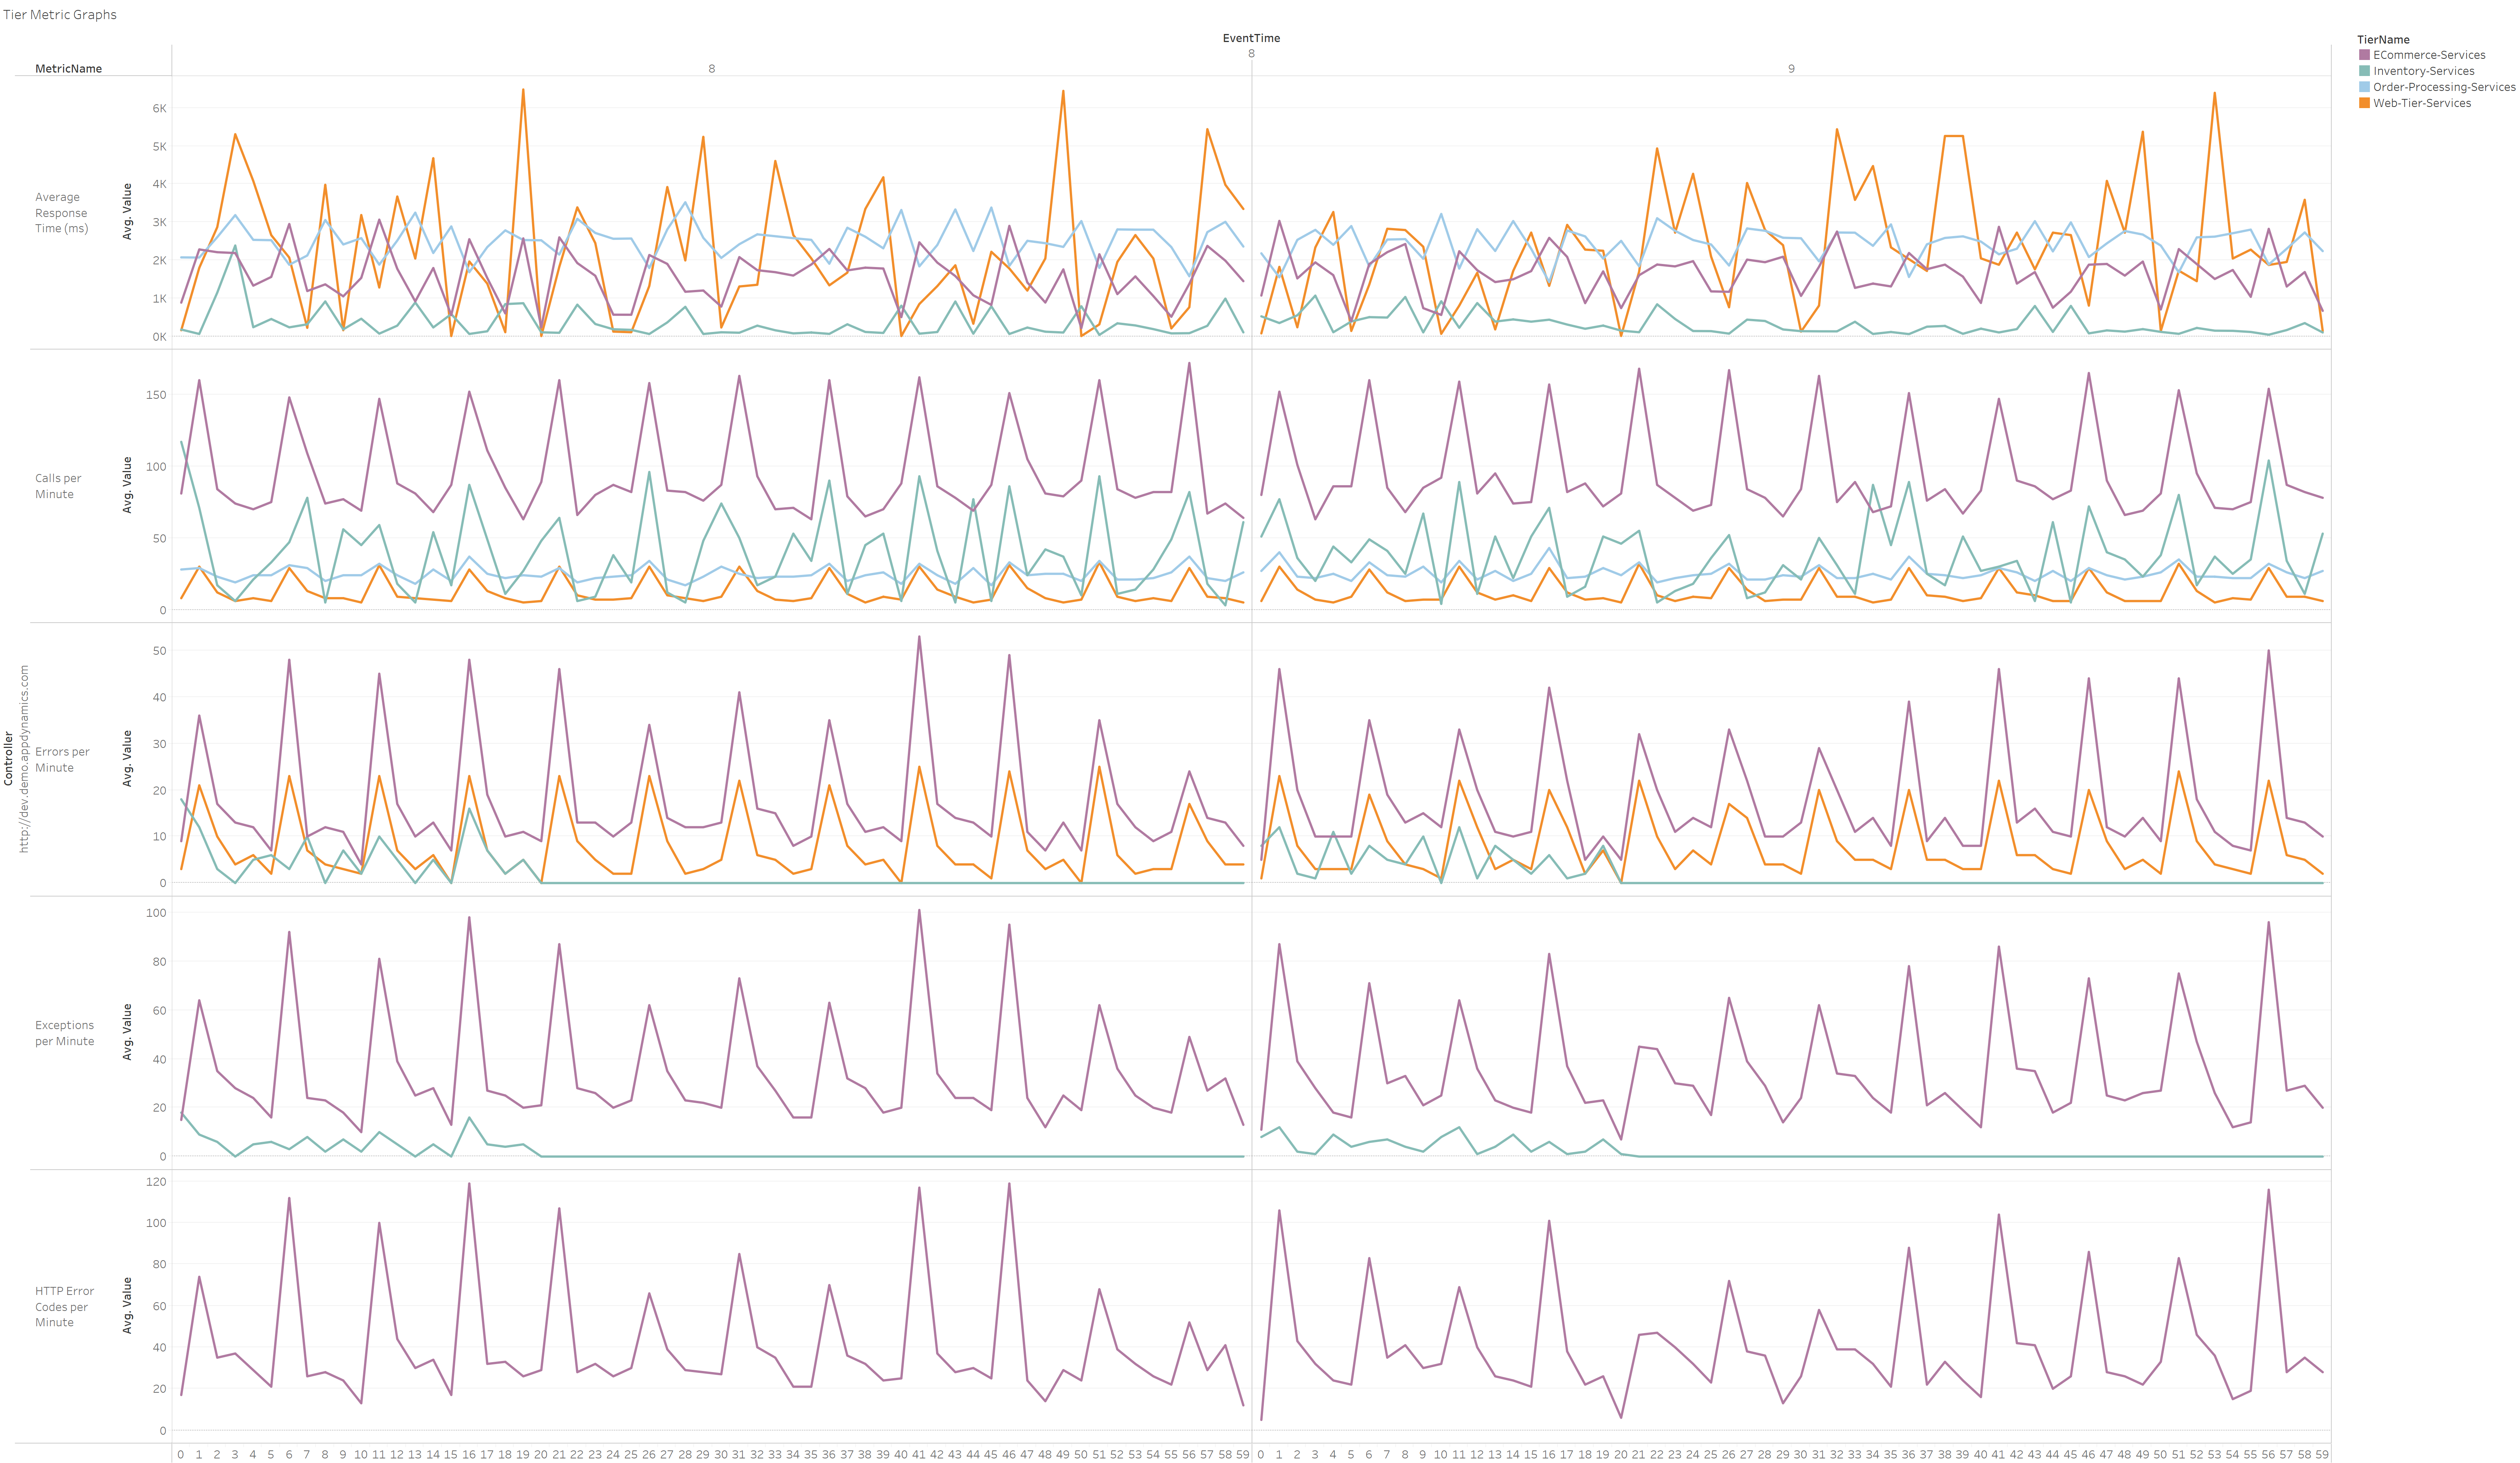 Tier Metric Graphs
EventTime
8
MetricName
8
9
TierName
ECommerce-Services
Inventory-Services
Order-Processing-Services
Web-Tier-Services
Controller
http://dev.demo.appdynamics.com
Average
Response
Time (ms)
Avg. Value
6K
5K
4K
3K
2K
1K
0K
Calls per
Minute
Avg. Value
150
100
50
0
Errors per
Minute
Avg. Value
50
40
30
20
10
0
Exceptions
per Minute
Avg. Value
100
80
60
40
20
0
HTTP Error
Codes per
Minute
Avg. Value
120
100
80
60
40
20
0
0 1 2 3 4 5 6 7 8 9 10 11 12 13 14 15 16 17 18 19 20 21 22 23 24 25 26 27 28 29 30 31 32 33 34 35 36 37 38 39 40 41 42 43 44 45 46 47 48 49 50 51 52 53 54 55 56 57 58 59 0 1 2 3 4 5 6 7 8 9 10 11 12 13 14 15 16 17 18 19 20 21 22 23 24 25 26 27 28 29 30 31 32 33 34 35 36 37 38 39 40 41 42 43 44 45 46 47 48 49 50 51 52 53 54 55 56 57 58 59